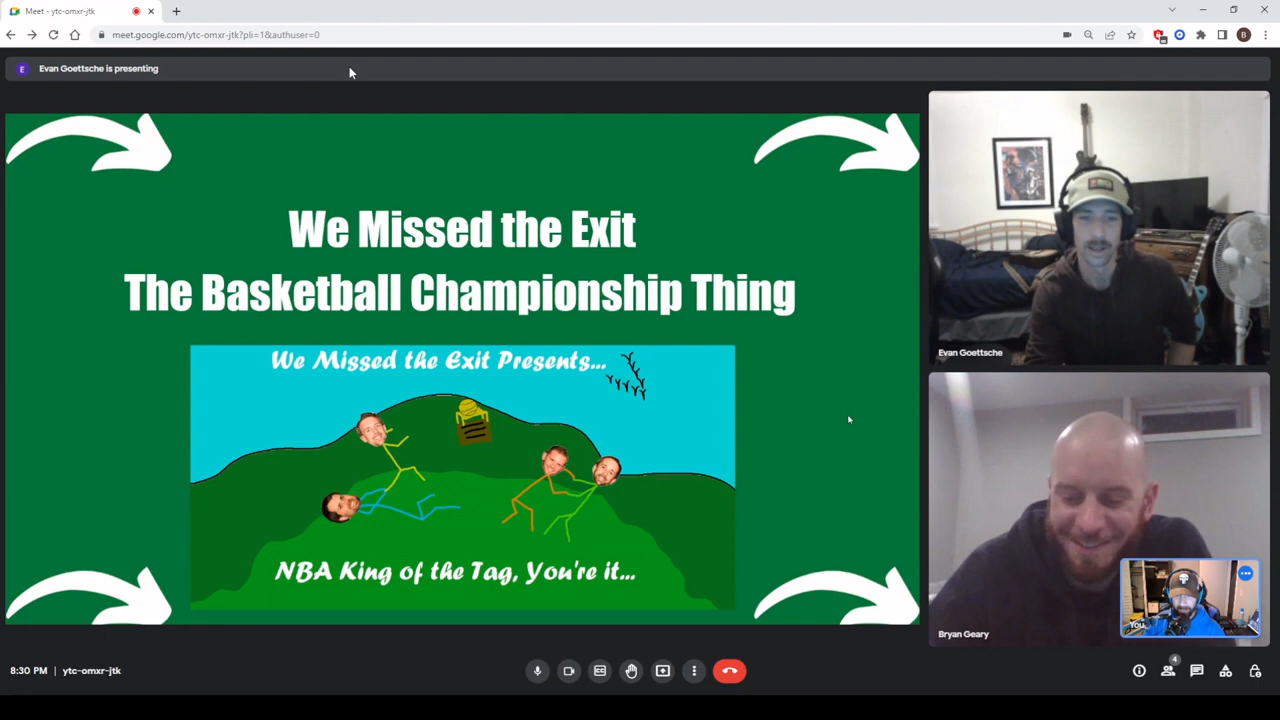 Meet - ytc-omxr-jtk
meet.google.com/ytc-omxr-jtk?pli=1&authuser=0
B
E
Evan Goettsche is presenting
We Missed the Exit
The Basketball Championship Thing
We Missed the Exit Presents...
NBA King of the Tag, You're it...
Evan Goettsche
Bryan Geary
You
8:30 PM | ytc-omxr-jtk
4